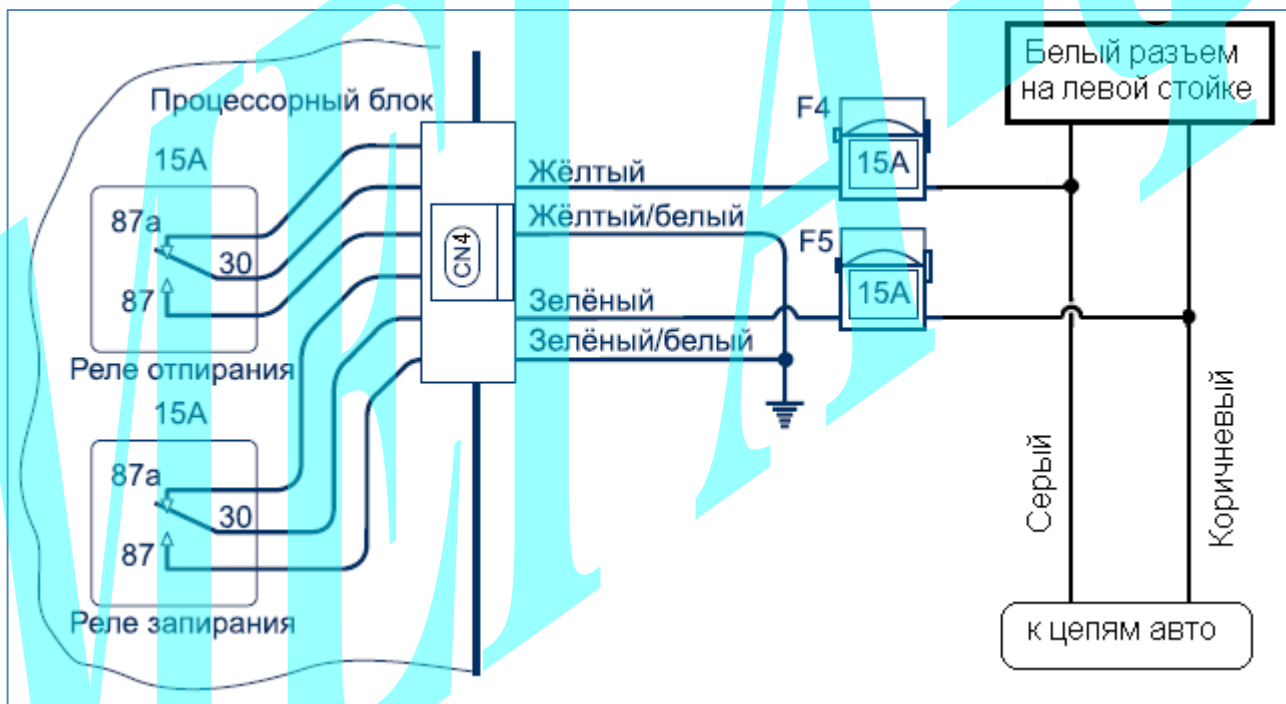 Процессорный блок
15А
87а
30
87
Реле отпирания
15А
87а
30
87
Реле запирания
CN4
Жёлтый
Жёлтый/белый
Зелёный
Зелёный/белый
F4
15А
F5
15А
Белый разъем
на левой стойке
Серый
Коричневый
к цепям авто